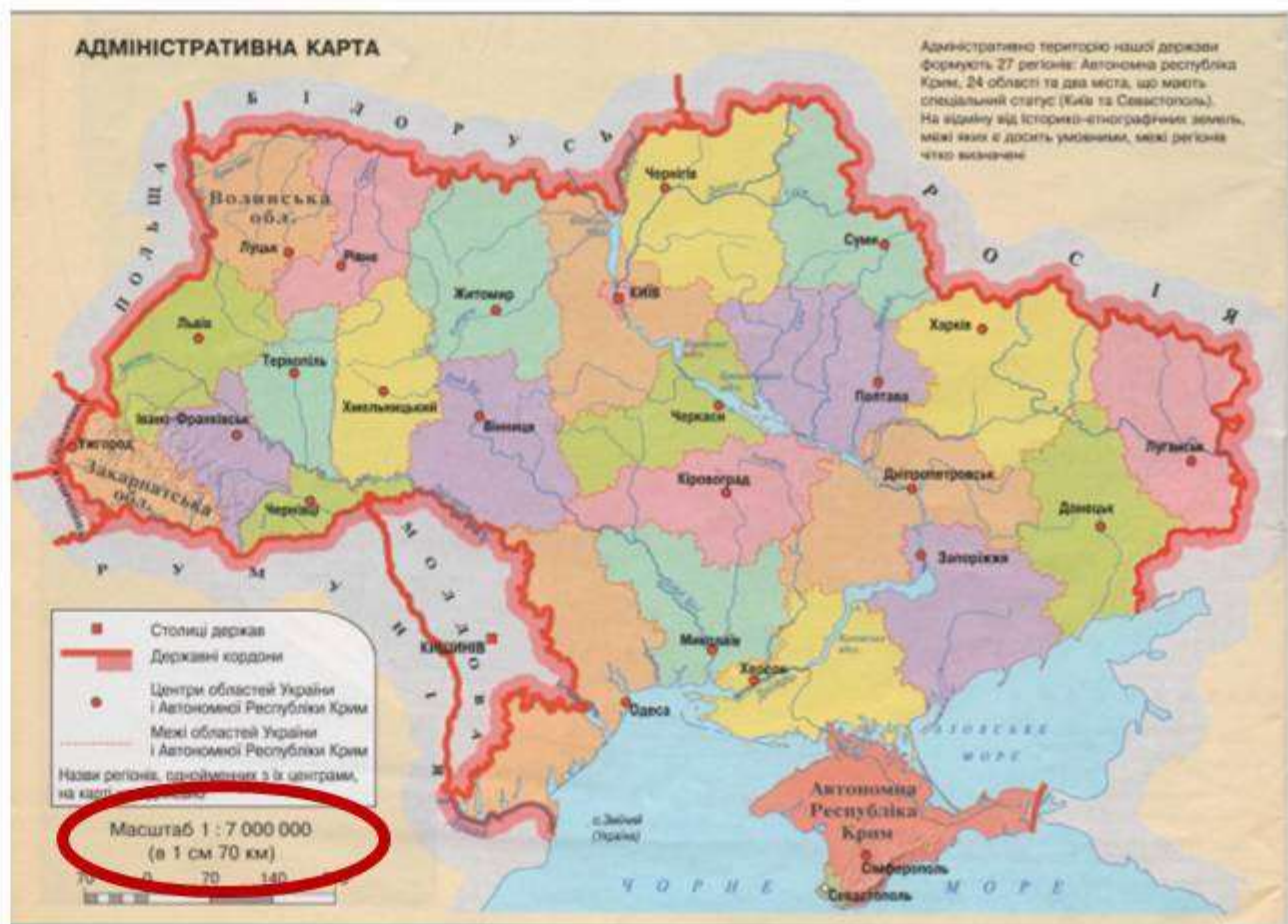 АДМІНІСТРАТИВНА КАРТА
Адміністративно територію нашої держави
формують 27 регіонів: Автономна республіка
Крим, 24 області та два міста, що мають
спеціальний статус (Київ та Севастополь).
На відміну від історико-етнографічних земель,
межі яких є досить умовними, межі регіонів
чітко визначені
БІЛОРУСЬ
ПОЛЬЩА
РОСІЯ
Чернігів
Волинська
обл.
Луцьк
Рівне
Суми
Житомир
КИЇВ
Львів
Харків
Тернопіль
Хмельницький
Полтава
Івано-Франківськ
Вінниця
Черкаси
Ужгород
Луганськ
Закарпатська
обл.
Кіровоград
Дніпропетровськ
Чернівці
Донецьк
Запоріжжя
РУМУНІЯ
МОЛДОВА
КИШИНІВ
Миколаїв
Херсон
Одеса
Столиці держав
Державні кордони
Центри областей України
і Автономної Республіки Крим
Межі областей України
і Автономної Республіки Крим
Назви регіонів, однойменних з їх центрами,
на карті
АЗОВСЬКЕ
МОРЕ
Автономна
Республіка
Крим
о.Зміїний
(Україна)
Сімферополь
Севастополь
ЧОРНЕ МОРЕ
Масштаб 1 : 7 000 000
(в 1 см 70 км)
70 0 70 140